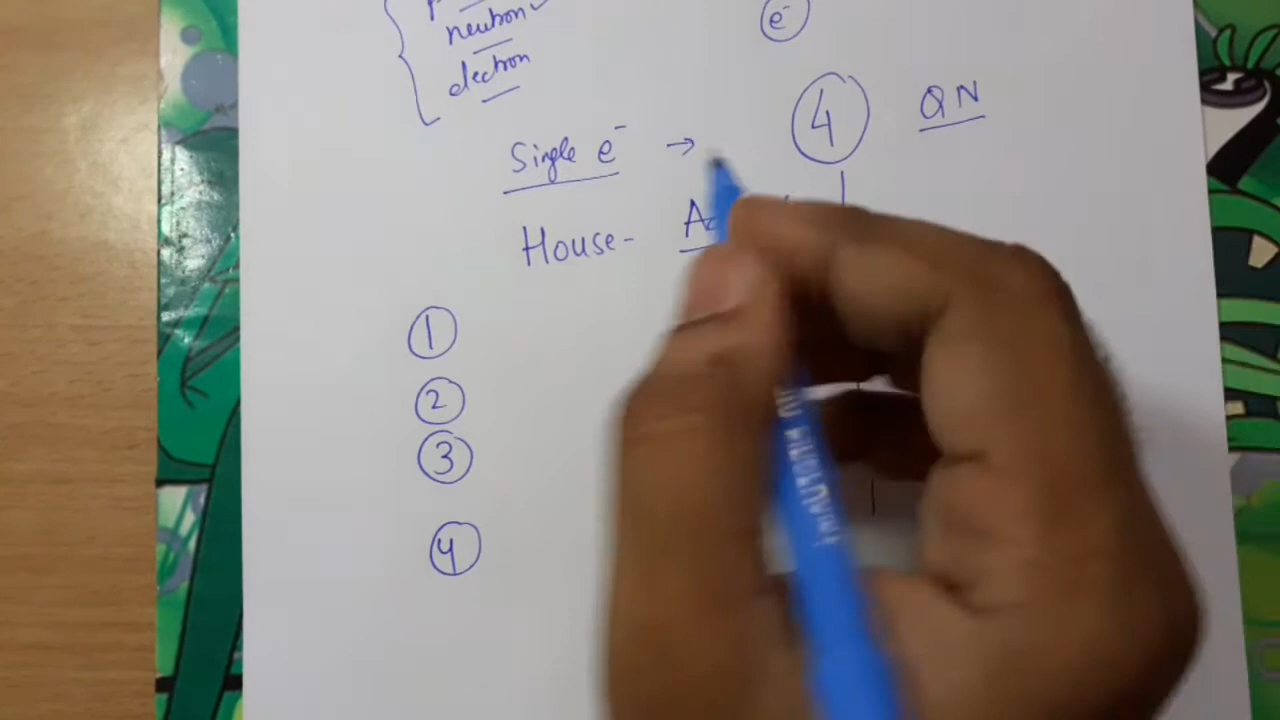 neutron
e⁻
electron
4 QN
Single e⁻ →
House-
1
2
3
4